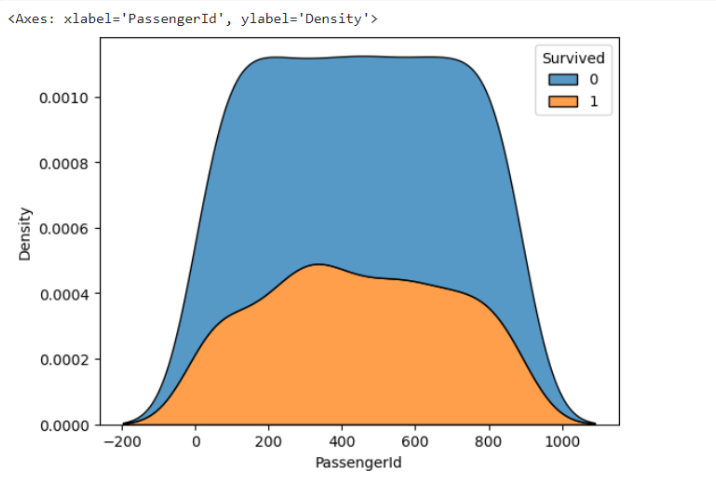 <Axes: xlabel='PassengerId', ylabel='Density'>
Survived
0
1
0.0010
0.0008
0.0006
0.0004
0.0002
0.0000
Density
−200 0 200 400 600 800 1000
PassengerId